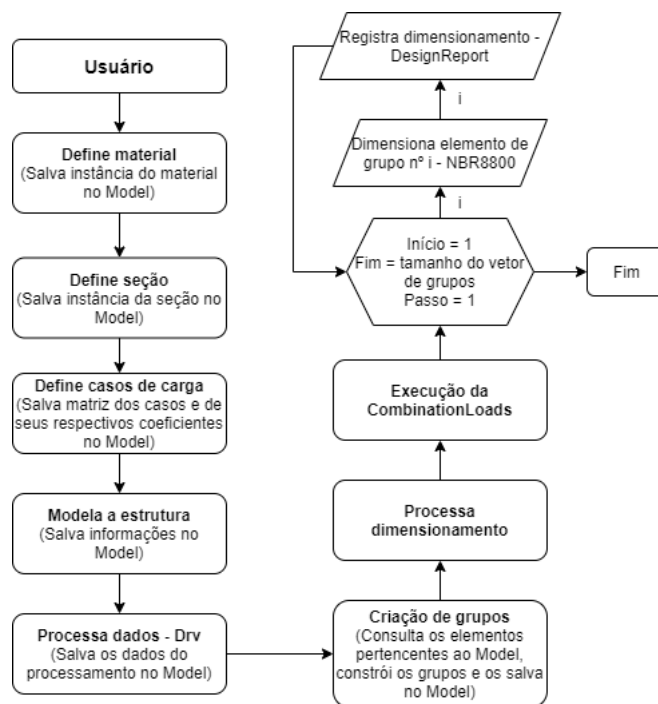 Usuário
Define material
(Salva instância do material
no Model)
Define seção
(Salva instância da seção no
Model)
Define casos de carga
(Salva matriz dos casos e de
seus respectivos coeficientes
no Model)
Modela a estrutura
(Salva informações no
Model)
Processa dados - Drv
(Salva os dados do
processamento no Model)
Criação de grupos
(Consulta os elementos
pertencentes ao Model,
constrói os grupos e os salva
no Model)
Processa
dimensionamento
Execução da
CombinationLoads
Início = 1
Fim = tamanho do vetor
de grupos
Passo = 1
Fim
i
Dimensiona elemento de
grupo nº i - NBR8800
i
Registra dimensionamento -
DesignReport